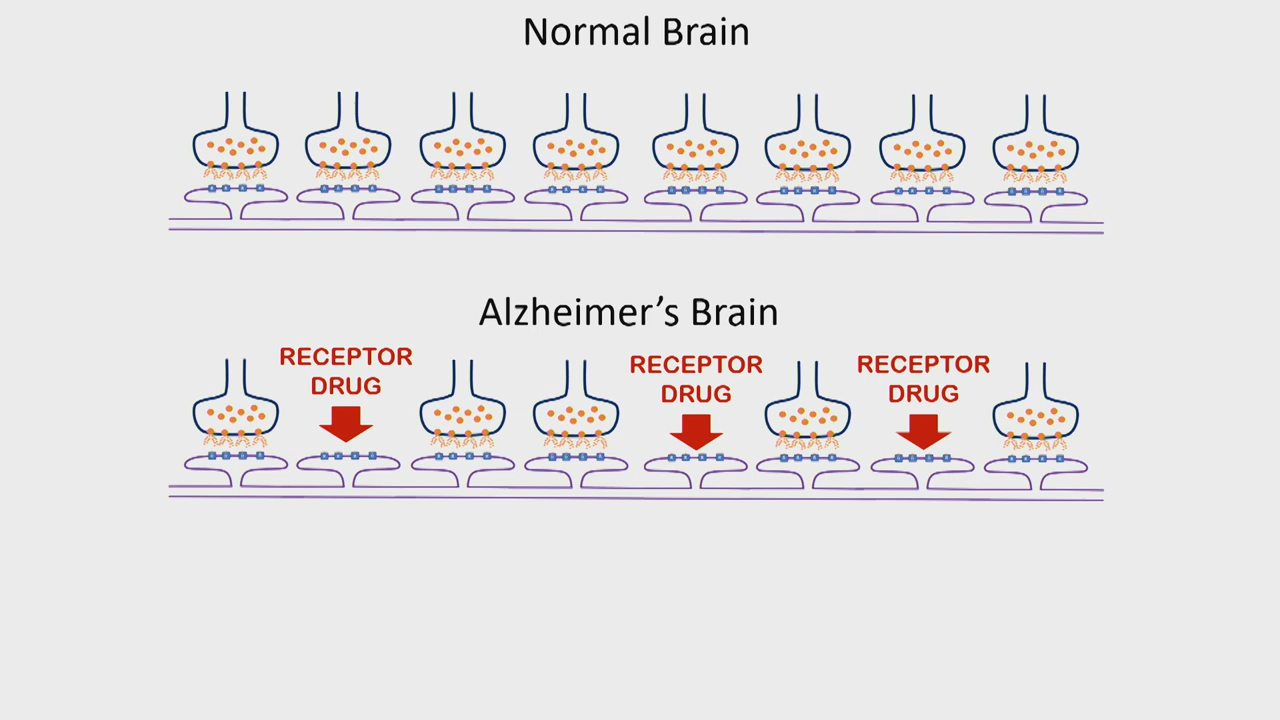 Normal Brain
Alzheimer’s Brain
RECEPTOR
DRUG
RECEPTOR
DRUG
RECEPTOR
DRUG